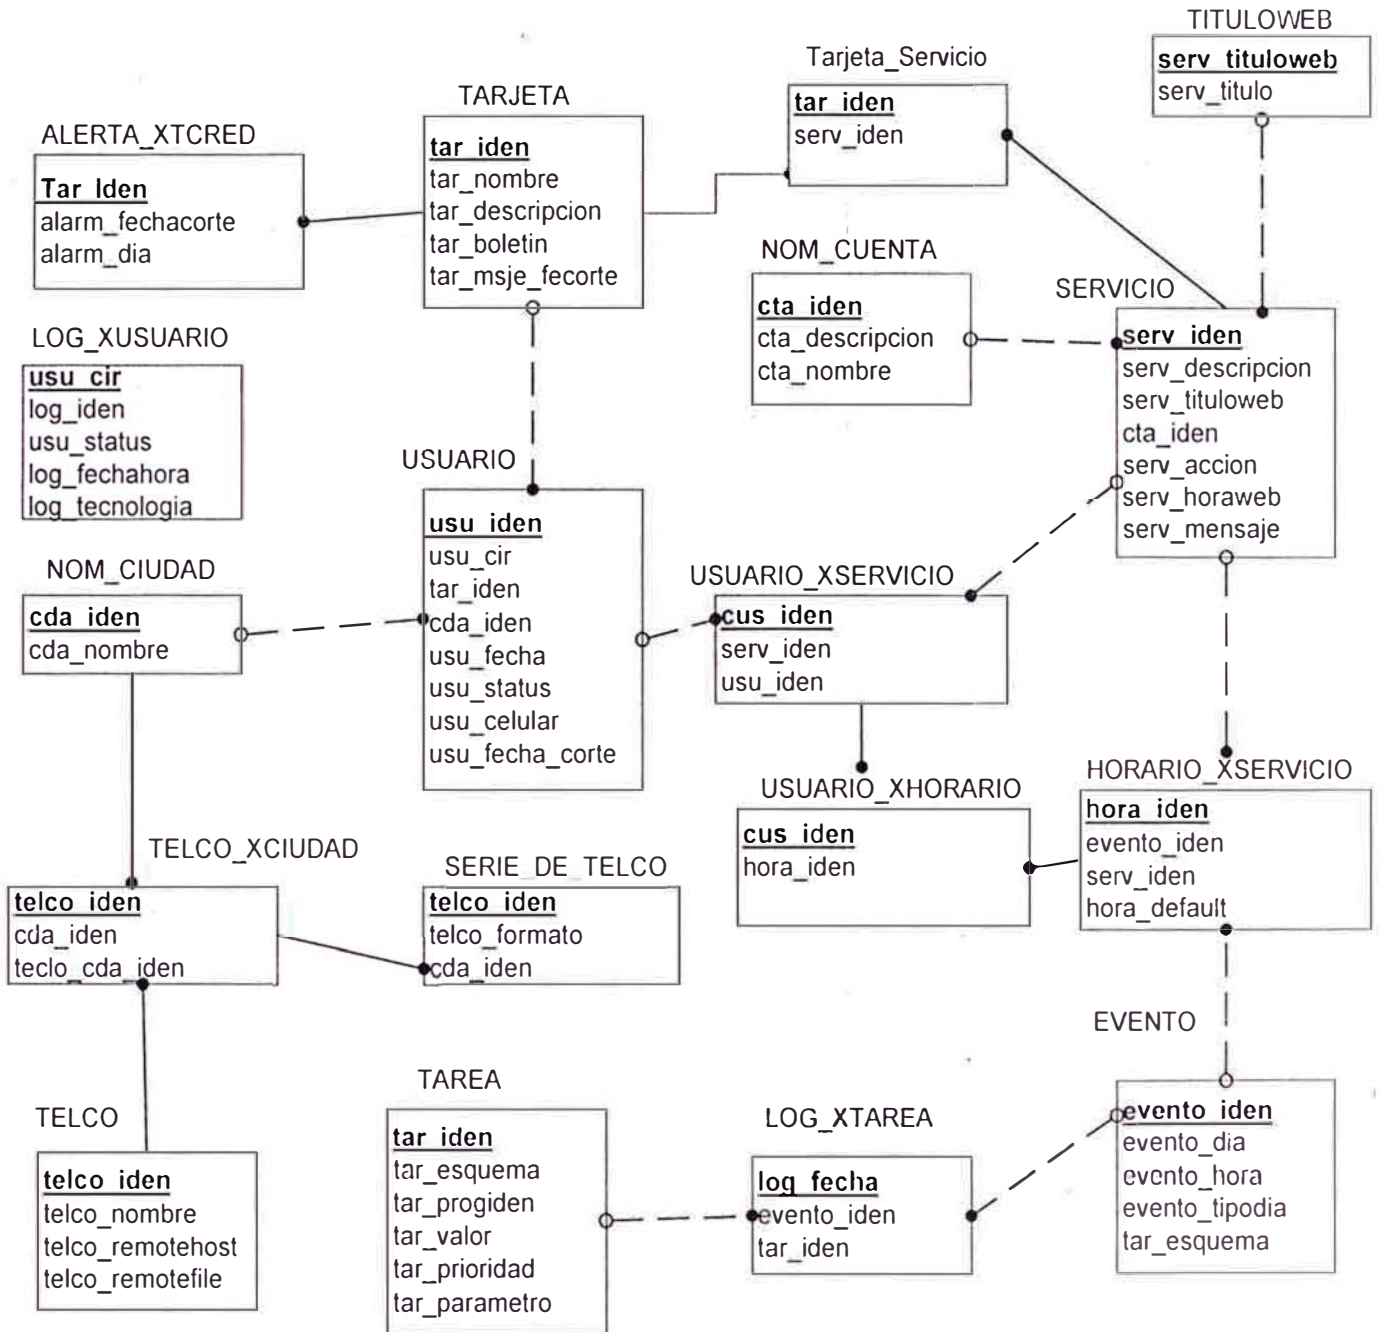 TITULOWEB
serv_tituloweb
serv_titulo
Tarjeta_Servicio
tar_iden
serv_iden
TARJETA
tar_iden
tar_nombre
tar_descripcion
tar_boletin
tar_msje_fecorte
ALERTA_XTCRED
Tar_Iden
alarm_fechacorte
alarm_dia
NOM_CUENTA
cta_iden
cta_descripcion
cta_nombre
SERVICIO
serv_iden
serv_descripcion
serv_tituloweb
cta_iden
serv_accion
serv_horaweb
serv_mensaje
LOG_XUSUARIO
usu_cir
log_iden
usu_status
log_fechahora
log_tecnologia
USUARIO
usu_iden
usu_cir
tar_iden
cda_iden
usu_fecha
usu_status
usu_celular
usu_fecha_corte
NOM_CIUDAD
cda_iden
cda_nombre
USUARIO_XSERVICIO
cus_iden
serv_iden
usu_iden
USUARIO_XHORARIO
cus_iden
hora_iden
HORARIO_XSERVICIO
hora_iden
evento_iden
serv_iden
hora_default
TELCO_XCIUDAD
telco_iden
cda_iden
teclo_cda_iden
SERIE_DE_TELCO
telco_iden
telco_formato
cda_iden
EVENTO
evento_iden
evento_dia
evento_hora
evento_tipodia
tar_esquema
TAREA
tar_iden
tar_esquema
tar_progiden
tar_valor
tar_prioridad
tar_parametro
LOG_XTAREA
log_fecha
evento_iden
tar_iden
TELCO
telco_iden
telco_nombre
telco_remotehost
telco_remotefile